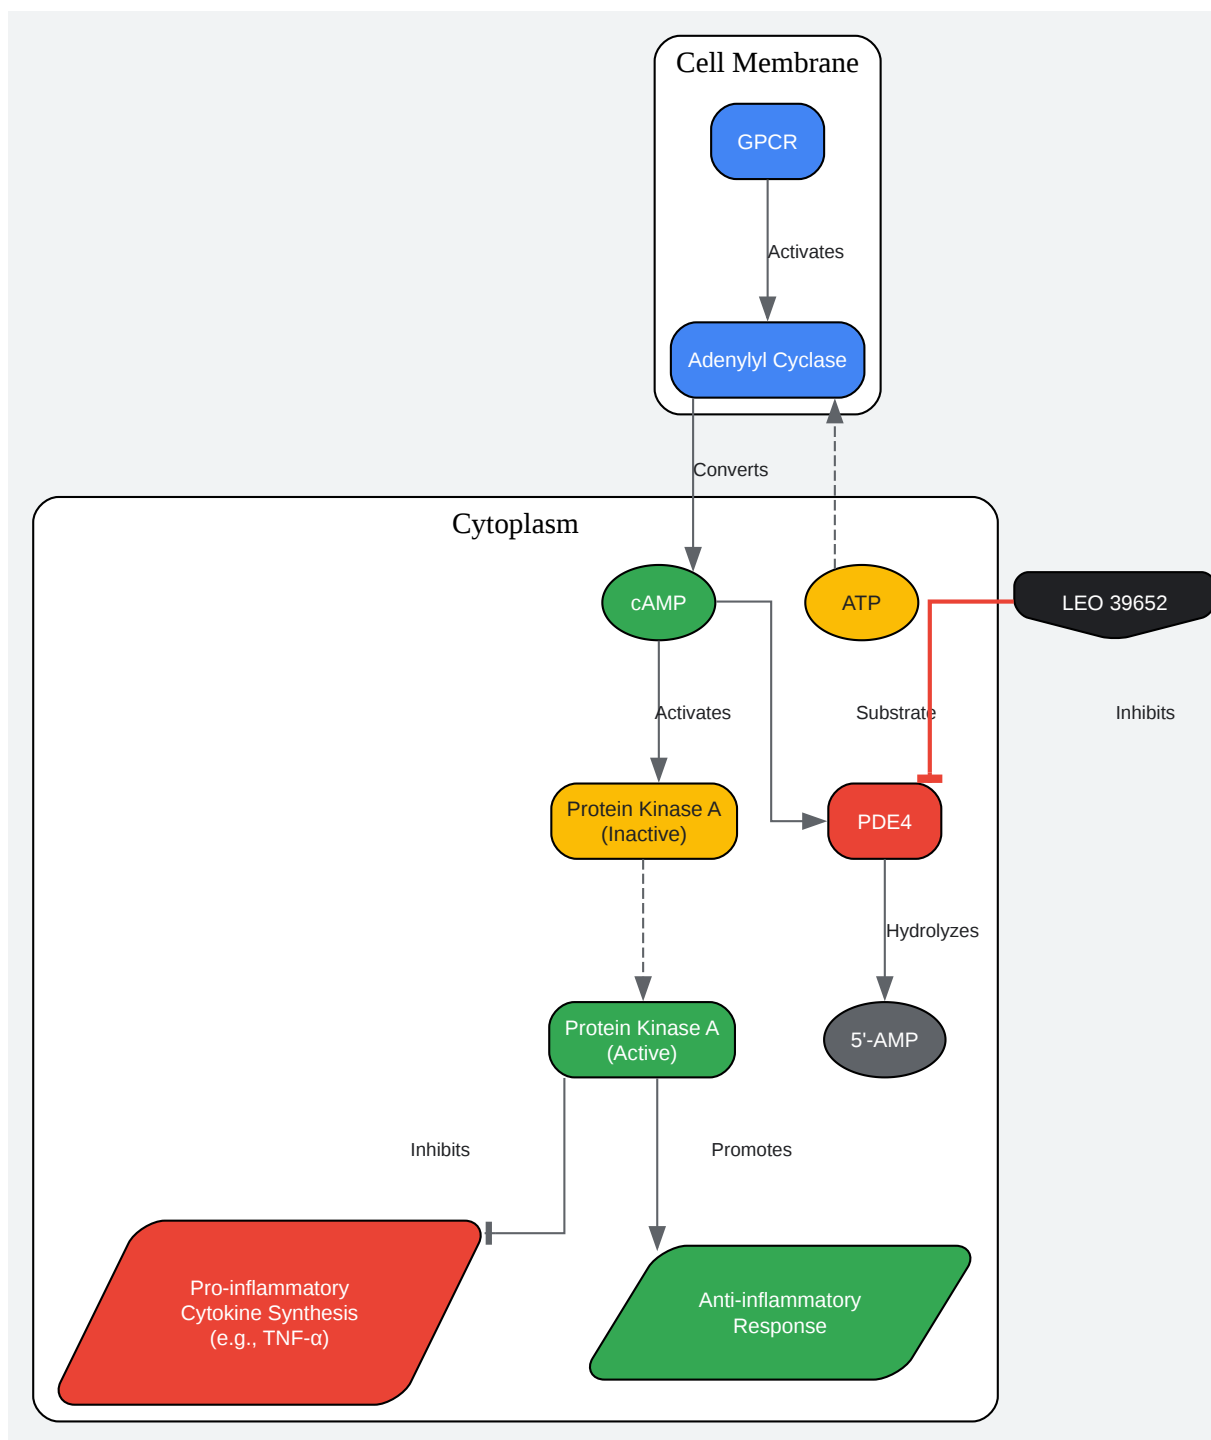 Cell Membrane
GPCR
Activates
Adenylyl Cyclase
Converts
Cytoplasm
cAMP
ATP
LEO 39652
Activates
Substrate
Inhibits
Protein Kinase A
(Inactive)
PDE4
Hydrolyzes
Protein Kinase A
(Active)
5'-AMP
Inhibits
Promotes
Pro-inflammatory
Cytokine Synthesis
(e.g., TNF-α)
Anti-inflammatory
Response